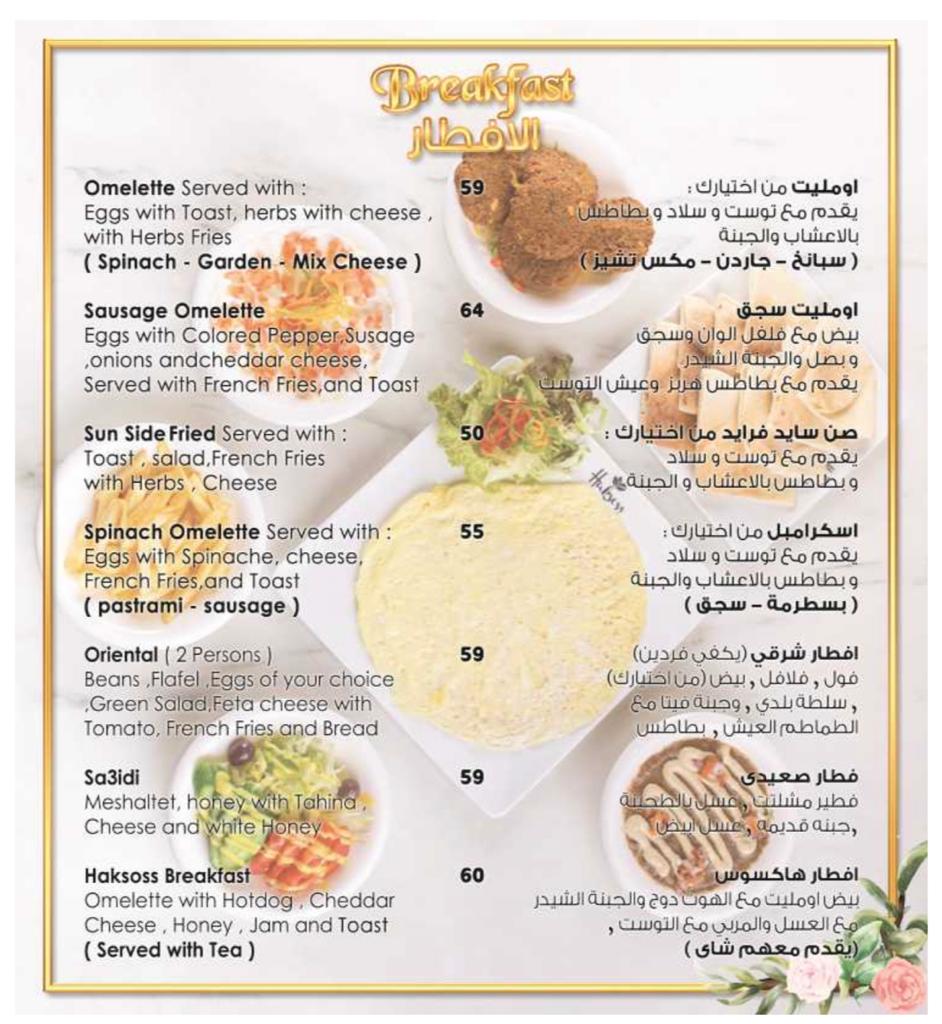 Breakfast
الافطار
Omelette Served with :
Eggs with Toast, herbs with cheese ,
with Herbs Fries
( Spinach - Garden - Mix Cheese )
59
اومليت من اختيارك :
يقدم مع توست و سلاد و بطاطس
بالاعشاب والجبنة
( سبانخ – جاردن – مكس تشيز )
Sausage Omelette
Eggs with Colored Pepper,Susage
,onions andcheddar cheese,
Served with French Fries,and Toast
64
اومليت سجق
بيض مع فلفل الوان وسجق
و بصل والجبنة الشيدر
يقدم مع بطاطس هربز وعيش التوست
Sun Side Fried Served with :
Toast , salad,French Fries
with Herbs , Cheese
50
صن سايد فرايد من اختيارك :
يقدم مع توست و سلاد
و بطاطس بالاعشاب و الجبنة
Spinach Omelette Served with :
Eggs with Spinache, cheese,
French Fries,and Toast
( pastrami - sausage )
55
اسكرامبل من اختيارك :
يقدم مع توست و سلاد
و بطاطس بالاعشاب والجبنة
( بسطرمة – سجق )
Oriental ( 2 Persons )
Beans ,Flafel ,Eggs of your choice
,Green Salad,Feta cheese with
Tomato, French Fries and Bread
59
افطار شرقي (يكفي فردين)
فول , فلافل , بيض (من اختيارك)
, سلطة بلدي , وجبنة فيتا مع
الطماطم العيش , بطاطس
Sa3idi
Meshaltet, honey with Tahina ,
Cheese and white Honey
59
فطار صعيدى
فطير مشلتت , عسل بالطحينة
,جبنه قديمه , عسل ابيض
Haksoss Breakfast
Omelette with Hotdog , Cheddar
Cheese , Honey , Jam and Toast
( Served with Tea )
60
افطار هاكسوس
بيض اومليت مع الهوت دوج والجبنة الشيدر
مع العسل والمربي مع التوست ,
(يقدم معهم شاى )